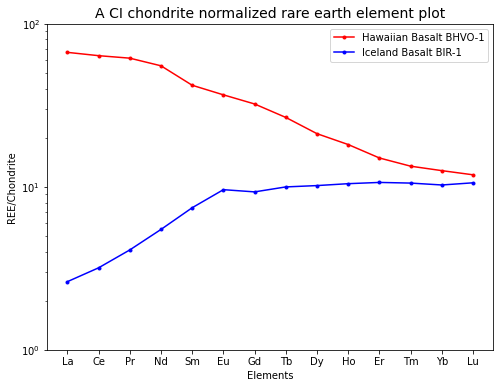 A CI chondrite normalized rare earth element plot
Hawaiian Basalt BHVO-1
Iceland Basalt BIR-1
REE/Chondrite
10²
10¹
10⁰
La Ce Pr Nd Sm Eu Gd Tb Dy Ho Er Tm Yb Lu
Elements